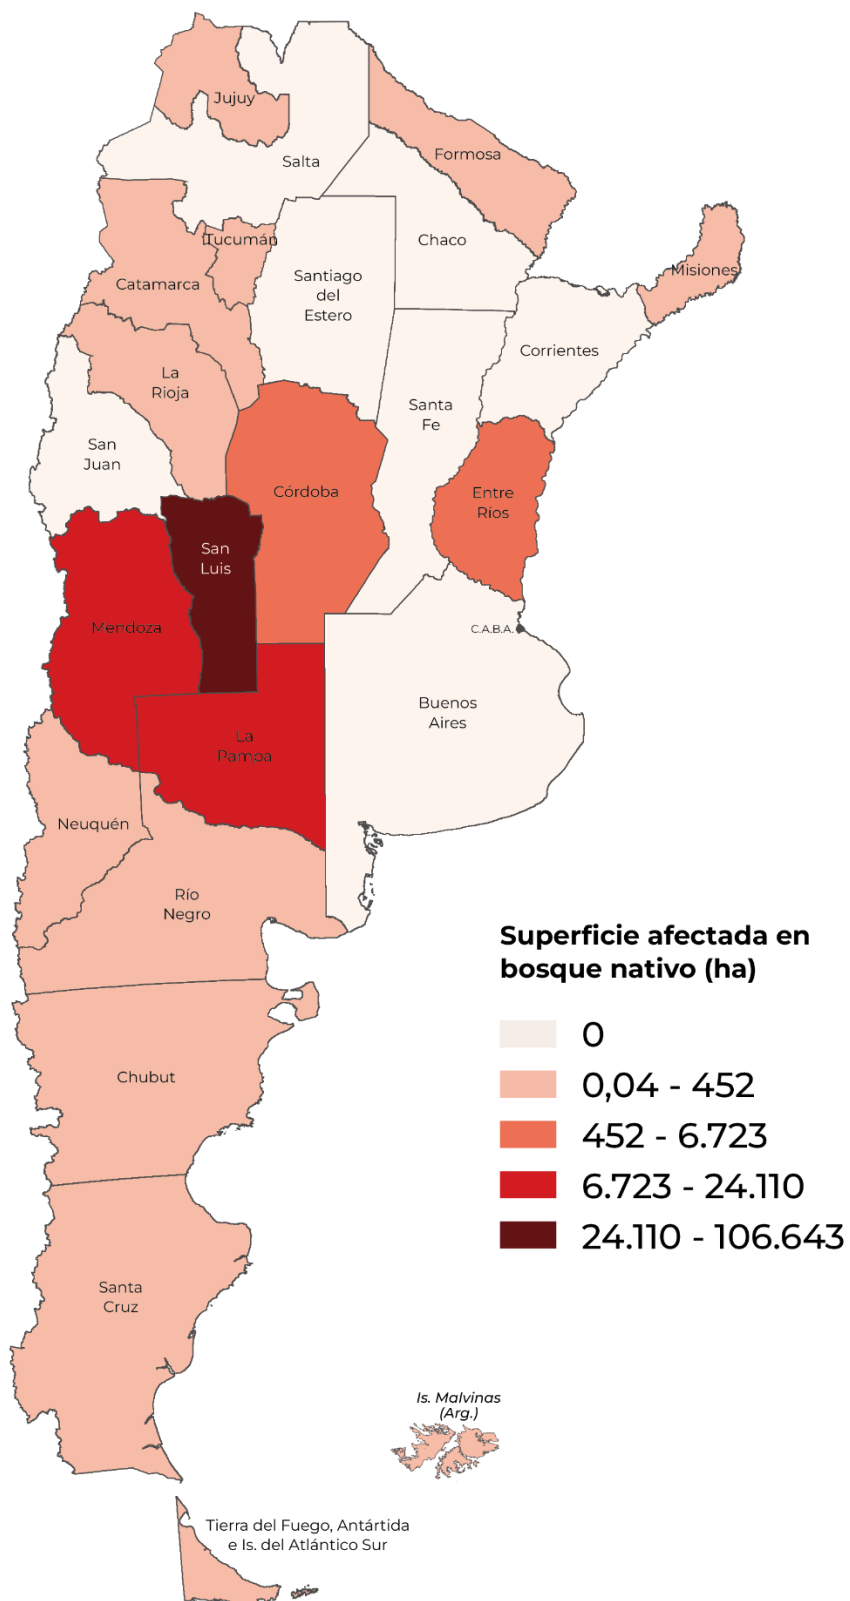 Jujuy
Salta
Formosa
Tucumán
Chaco
Misiones
Catamarca
Santiago
del
Estero
Corrientes
La
Rioja
Santa
Fe
San
Juan
Córdoba
Entre
Ríos
San
Luis
Mendoza
C.A.B.A.
Buenos
Aires
La
Pampa
Neuquén
Río
Negro
Superficie afectada en
bosque nativo (ha)
0
0,04 - 452
452 - 6.723
6.723 - 24.110
24.110 - 106.643
Chubut
Santa
Cruz
Is. Malvinas
(Arg.)
Tierra del Fuego, Antártida
e Is. del Atlántico Sur